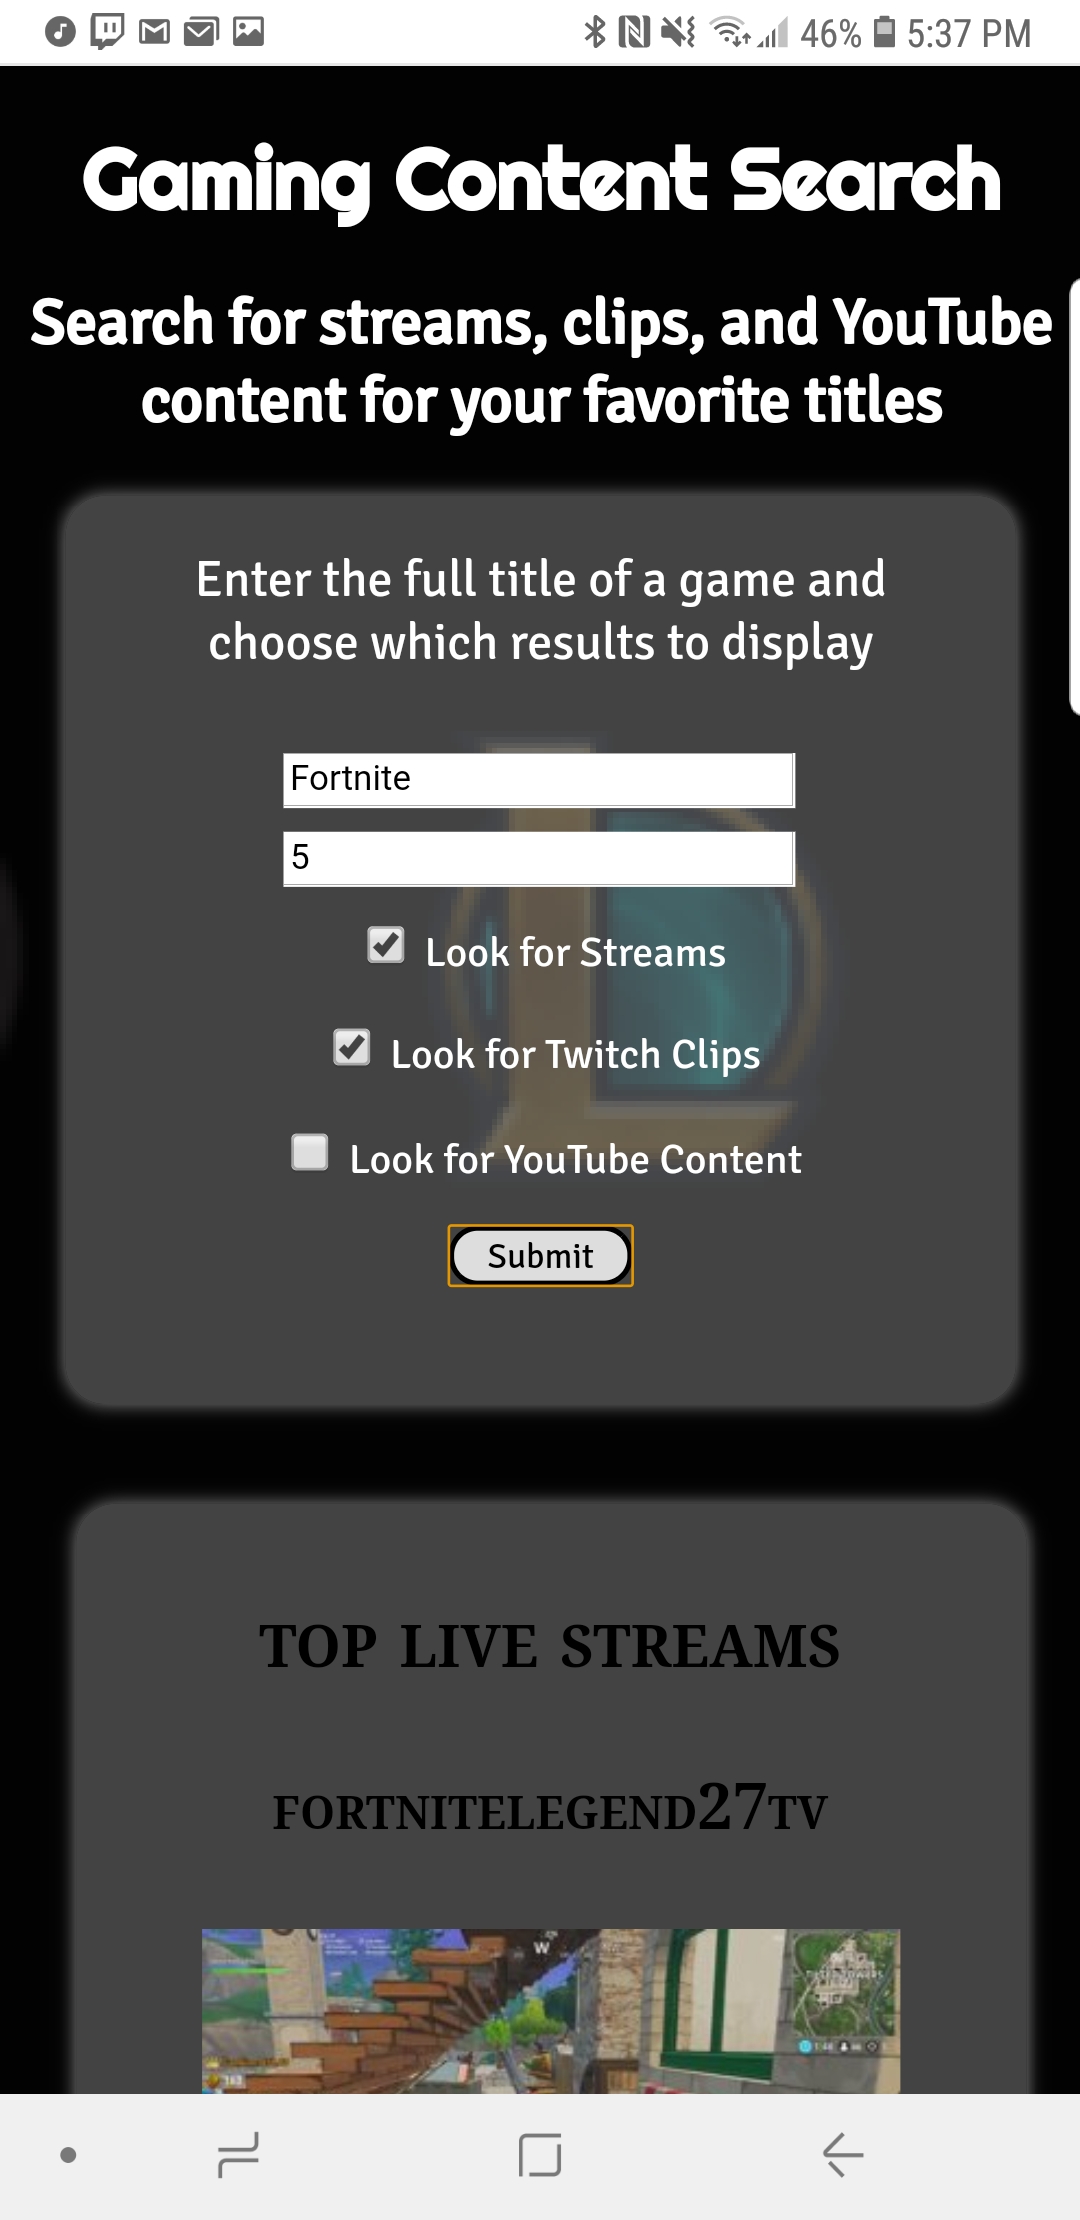 46% 5:37 PM
Gaming Content Search
Search for streams, clips, and YouTube
content for your favorite titles
Enter the full title of a game and
choose which results to display
Fortnite
5
Look for Streams
Look for Twitch Clips
Look for YouTube Content
Submit
TOP LIVE STREAMS
FORTNITELEGEND27TV
W